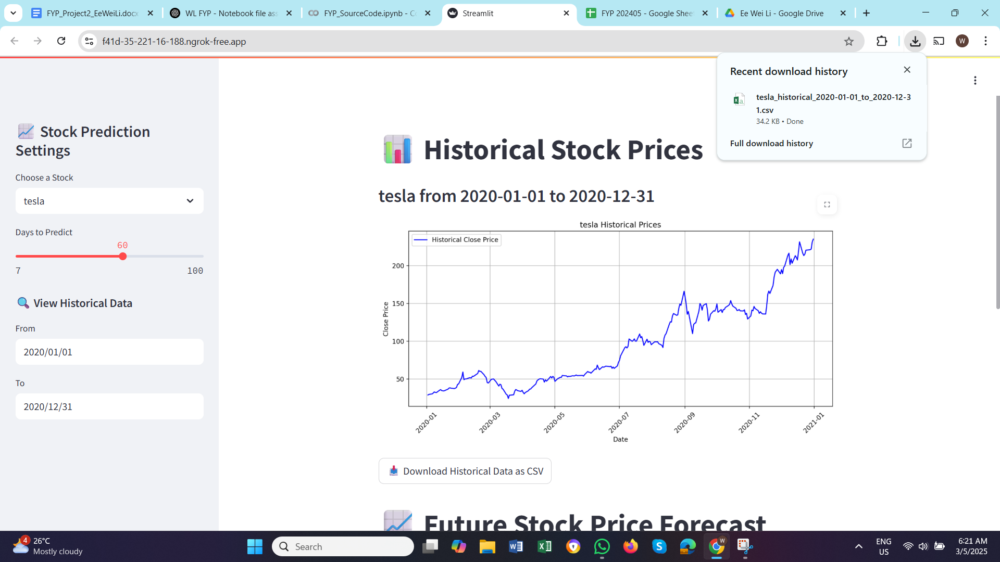 FYP_Project2_EeWeiLi.docx
WL FYP - Notebook file ass
FYP_SourceCode.ipynb - Co
Streamlit
FYP 202405 - Google Shee
Ee Wei Li - Google Drive
f41d-35-221-16-188.ngrok-free.app
W
Recent download history
tesla_historical_2020-01-01_to_2020-12-3
1.csv
34.2 KB • Done
Full download history
Stock Prediction
Settings
Choose a Stock
tesla
Days to Predict
60
7
100
View Historical Data
From
2020/01/01
To
2020/12/31
Historical Stock Prices
tesla from 2020-01-01 to 2020-12-31
tesla Historical Prices
Historical Close Price
Close Price
200
150
100
50
2020-01
2020-03
2020-05
2020-07
2020-09
2020-11
2021-01
Date
Download Historical Data as CSV
Future Stock Price Forecast
4
26°C
Mostly cloudy
Search
W
ENG
US
6:21 AM
3/5/2025